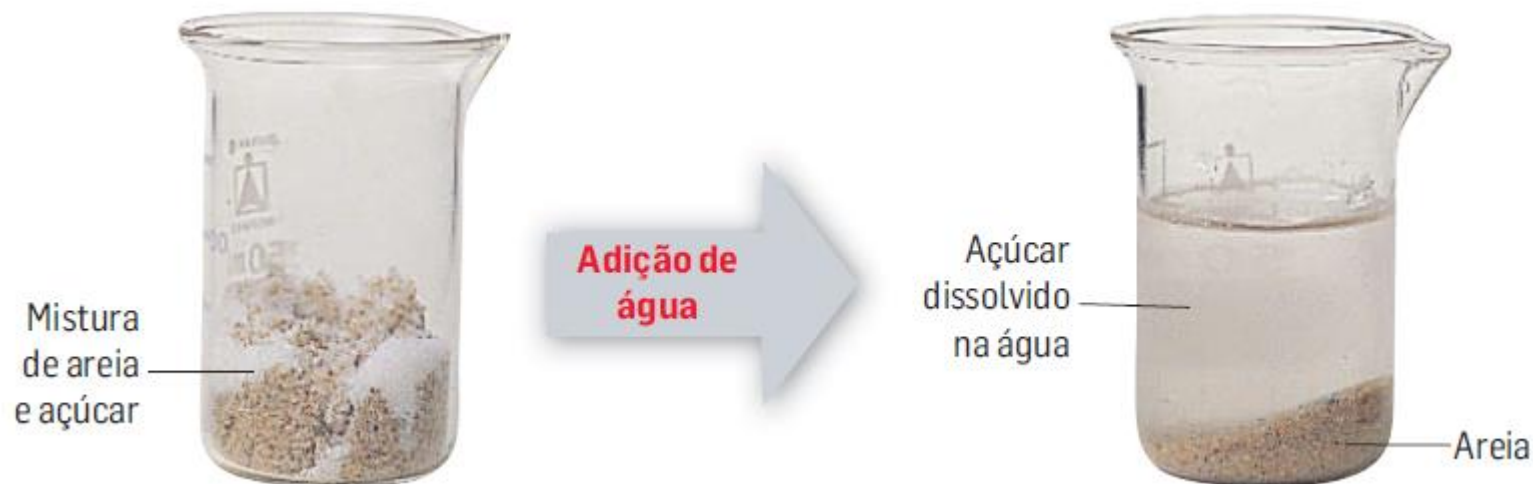 Mistura
de areia
e açúcar
Adição de
água
Açúcar
dissolvido
na água
Areia